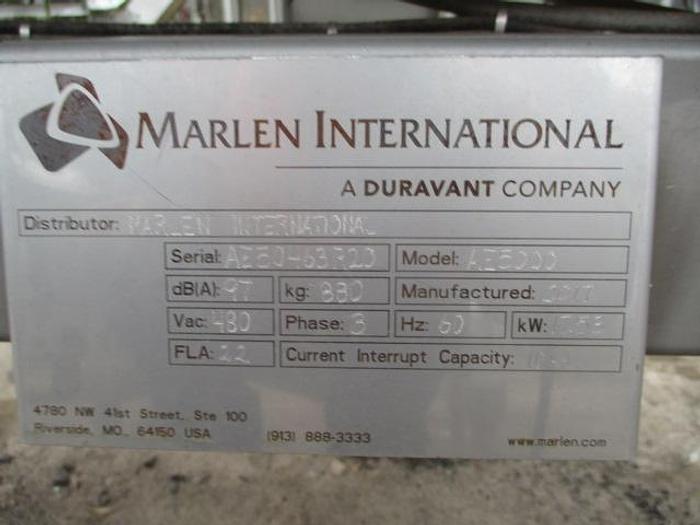 MARLEN INTERNATIONAL
A DURAVANT COMPANY
Distributor: MARLEN INTERNATIONAL
Serial: Model: AE5000
dB(A): 97 kg: 880 Manufactured: 2017
Vac: 480 Phase: 3 Hz: 60 kW:
FLA: 22 Current Interrupt Capacity:
4780 NW 41st Street, Ste 100
Riverside, MO, 64150 USA (913) 888-3333 www.marlen.com